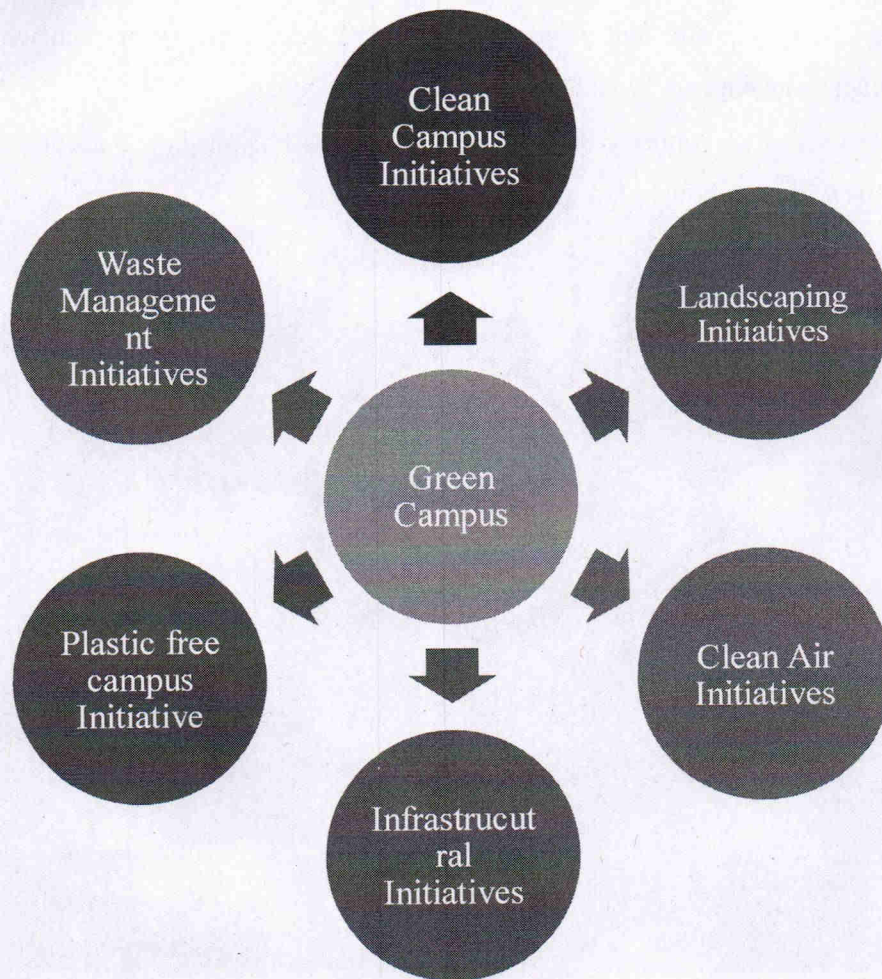 Clean
Campus
Initiatives
Landscaping
Initiatives
Clean Air
Initiatives
Infrastrucut
ral
Initiatives
Plastic free
campus
Initiative
Waste
Manageme
nt
Initiatives
Green
Campus